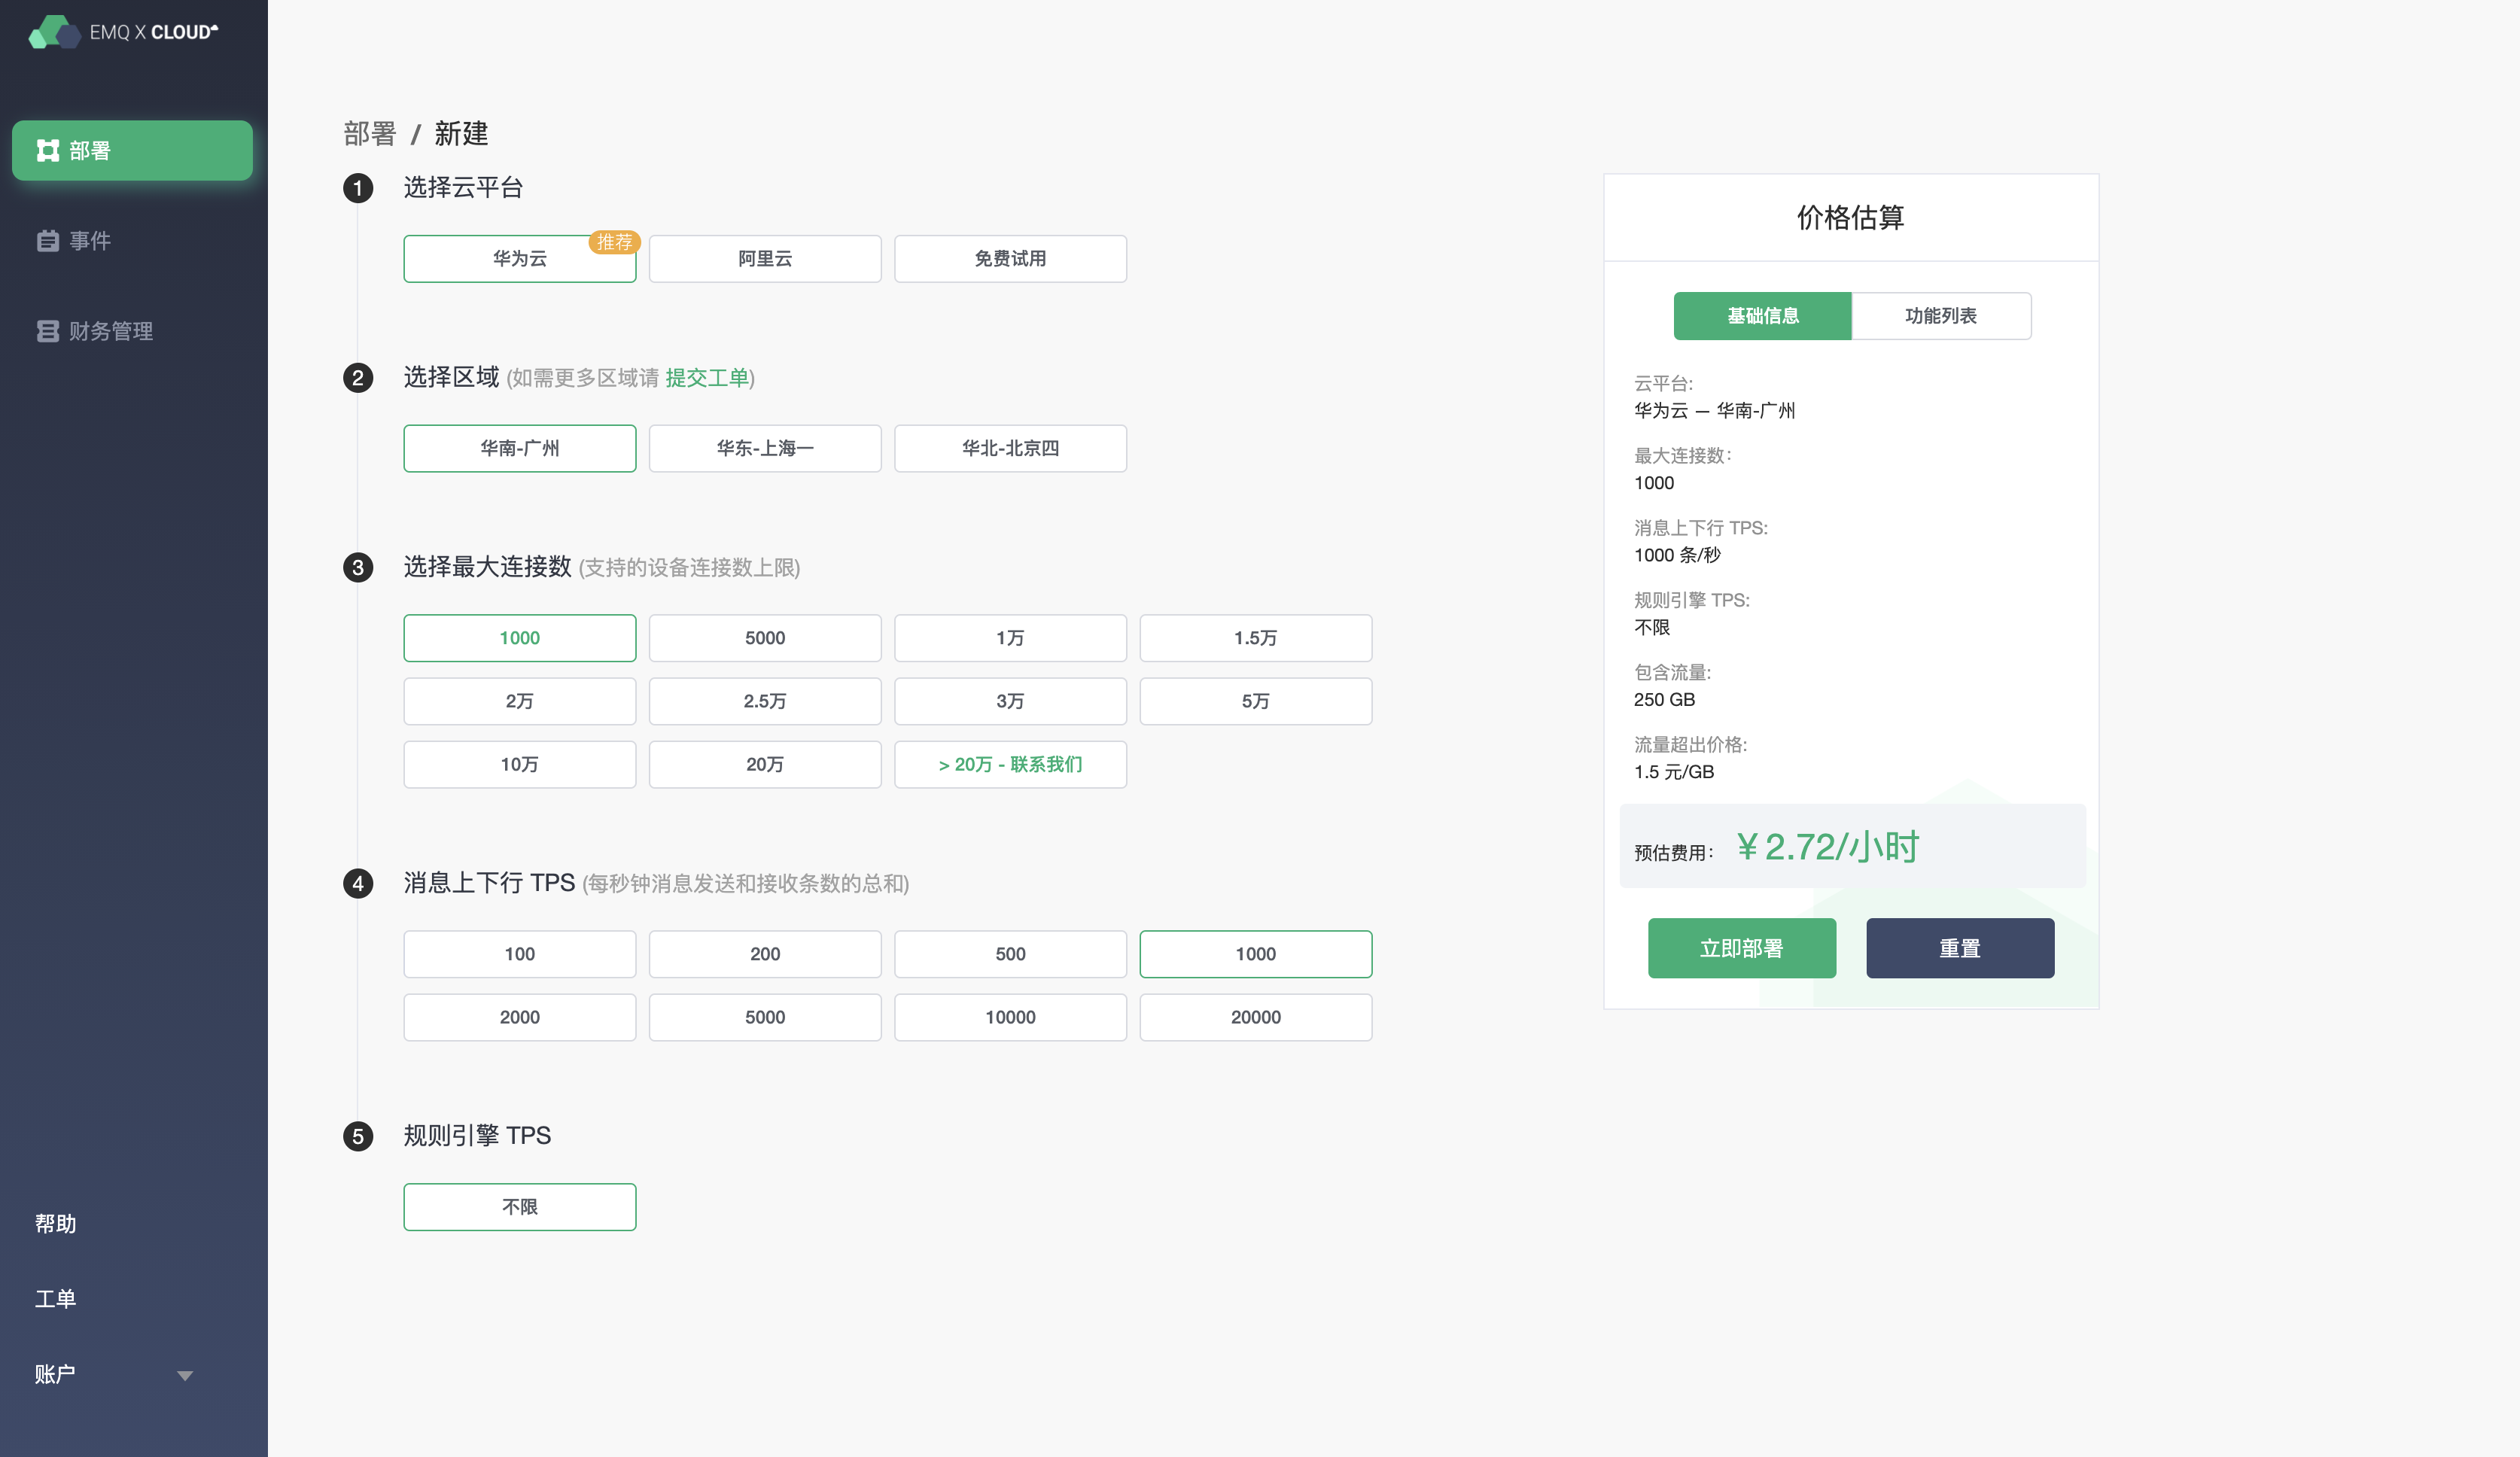 EMQ X CLOUD
部署
事件
财务管理
帮助
工单
账户
部署 / 新建
1 选择云平台
华为云 推荐 阿里云 免费试用
2 选择区域 (如需更多区域请 提交工单)
华南-广州 华东-上海一 华北-北京四
3 选择最大连接数 (支持的设备连接数上限)
1000 5000 1万 1.5万
2万 2.5万 3万 5万
10万 20万 > 20万 - 联系我们
4 消息上下行 TPS (每秒钟消息发送和接收条数的总和)
100 200 500 1000
2000 5000 10000 20000
5 规则引擎 TPS
不限
价格估算
基础信息 功能列表
云平台:
华为云 — 华南-广州
最大连接数:
1000
消息上下行 TPS:
1000 条/秒
规则引擎 TPS:
不限
包含流量:
250 GB
流量超出价格:
1.5 元/GB
预估费用: ￥2.72/小时
立即部署 重置